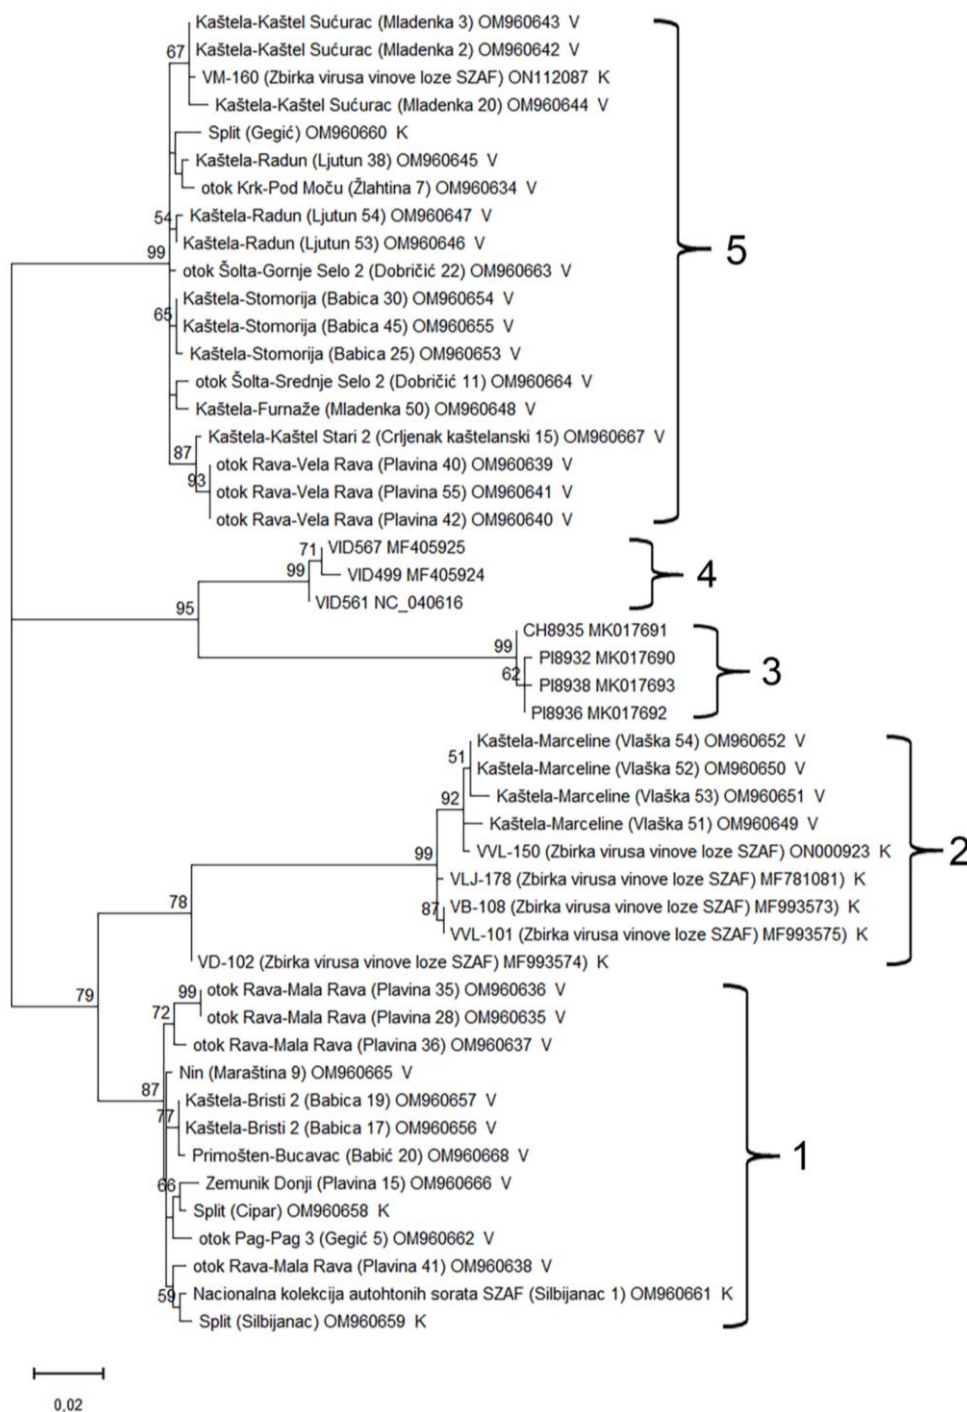 Kaštela-Kaštel Sućurac (Mladenka 3) OM960643 V
67
Kaštela-Kaštel Sućurac (Mladenka 2) OM960642 V
VM-160 (Zbirka virusa vinove loze SZAF) ON112087 K
Kaštela-Kaštel Sućurac (Mladenka 20) OM960644 V
Split (Gegić) OM960660 K
Kaštela-Radun (Ljutun 38) OM960645 V
otok Krk-Pod Moču (Žlahtina 7) OM960634 V
54
Kaštela-Radun (Ljutun 54) OM960647 V
99
Kaštela-Radun (Ljutun 53) OM960646 V
5
otok Šolta-Gornje Selo 2 (Dobričić 22) OM960663 V
Kaštela-Stomorija (Babica 30) OM960654 V
65
Kaštela-Stomorija (Babica 45) OM960655 V
Kaštela-Stomorija (Babica 25) OM960653 V
otok Šolta-Srednje Selo 2 (Dobričić 11) OM960664 V
Kaštela-Furnaže (Mladenka 50) OM960648 V
Kaštela-Kaštel Stari 2 (Crljenak kaštelanski 15) OM960667 V
87
otok Rava-Vela Rava (Plavina 40) OM960639 V
93
otok Rava-Vela Rava (Plavina 55) OM960641 V
otok Rava-Vela Rava (Plavina 42) OM960640 V
71
VID567 MF405925
99
VID499 MF405924
4
95
VID561 NC_040616
CH8935 MK017691
99
PI8932 MK017690
62
PI8938 MK017693
3
PI8936 MK017692
Kaštela-Marceline (Vlaška 54) OM960652 V
51
Kaštela-Marceline (Vlaška 52) OM960650 V
92
Kaštela-Marceline (Vlaška 53) OM960651 V
Kaštela-Marceline (Vlaška 51) OM960649 V
99
VVL-150 (Zbirka virusa vinove loze SZAF) ON000923 K
2
VLJ-178 (Zbirka virusa vinove loze SZAF) MF781081) K
78
87
VB-108 (Zbirka virusa vinove loze SZAF) MF993573) K
VVL-101 (Zbirka virusa vinove loze SZAF) MF993575) K
VD-102 (Zbirka virusa vinove loze SZAF) MF993574) K
79
99
otok Rava-Mala Rava (Plavina 35) OM960636 V
72
otok Rava-Mala Rava (Plavina 28) OM960635 V
otok Rava-Mala Rava (Plavina 36) OM960637 V
Nin (Maraština 9) OM960665 V
87
Kaštela-Bristi 2 (Babica 19) OM960657 V
77
Kaštela-Bristi 2 (Babica 17) OM960656 V
Primošten-Bucavac (Babić 20) OM960668 V
1
66
Zemunik Donji (Plavina 15) OM960666 V
Split (Cipar) OM960658 K
otok Pag-Pag 3 (Gegić 5) OM960662 V
otok Rava-Mala Rava (Plavina 41) OM960638 V
59
Nacionalna kolekcija autohtonih sorata SZAF (Silbijanac 1) OM960661 K
Split (Silbijanac) OM960659 K
0,02